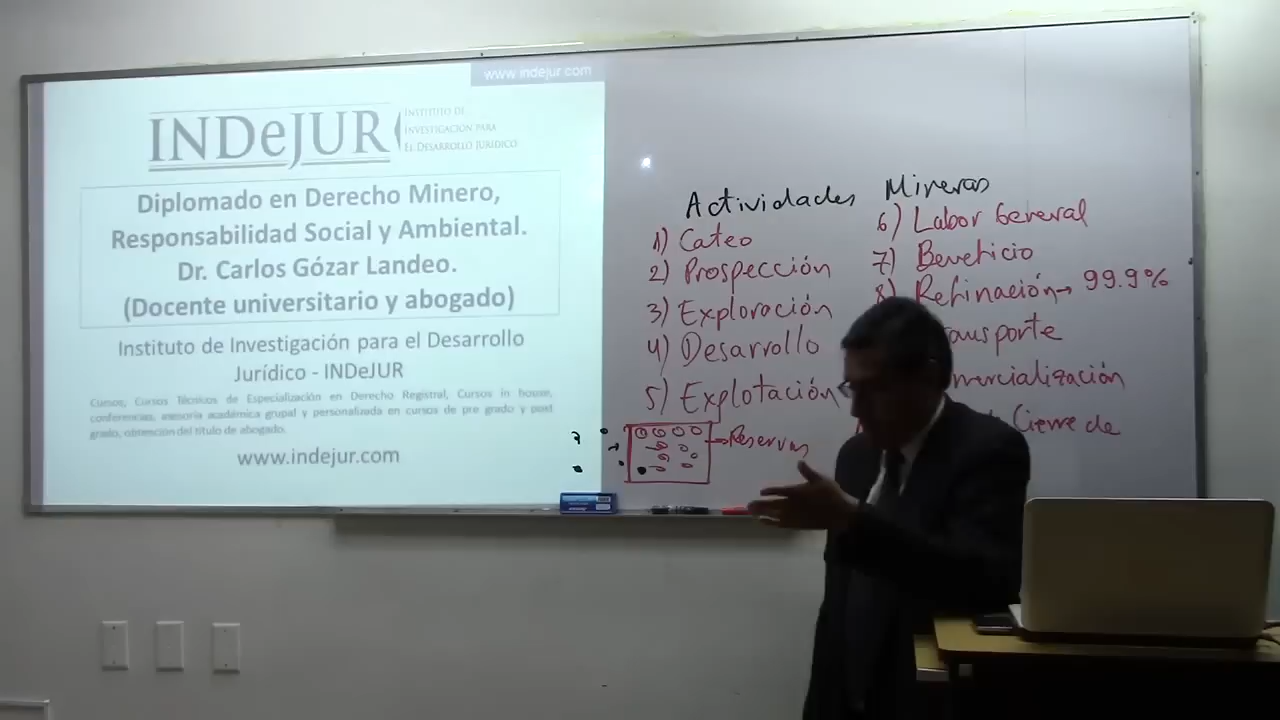 www.indejur.com
INDeJUR
INSTITUTO DE
INVESTIGACIÓN PARA
EL DESARROLLO JURÍDICO
Diplomado en Derecho Minero,
Responsabilidad Social y Ambiental.
Dr. Carlos Gózar Landeo.
(Docente universitario y abogado)
Instituto de Investigación para el Desarrollo
Jurídico - INDeJUR
Cursos, Cursos Técnicos de Especialización en Derecho Registral, Cursos in house,
conferencias, asesoría académica grupal y personalizada en cursos de pre grado y post
grado, obtención del título de abogado.
www.indejur.com
Actividades Mineras
1) Cateo
2) Prospección
3) Exploración
4) Desarrollo
5) Explotación
Reservas
6) Labor General
7) Beneficio
8) Refinación → 99.9%
ansporte
mercialización
Cierre de